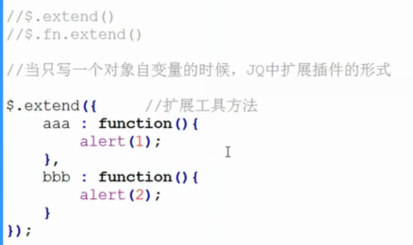 //$.extend()
//$.fn.extend()
//当只写一个对象自变量的时候，JQ中扩展插件的形式
$.extend({ //扩展工具方法
aaa : function(){
alert(1);
},
bbb : function(){
alert(2);
}
});